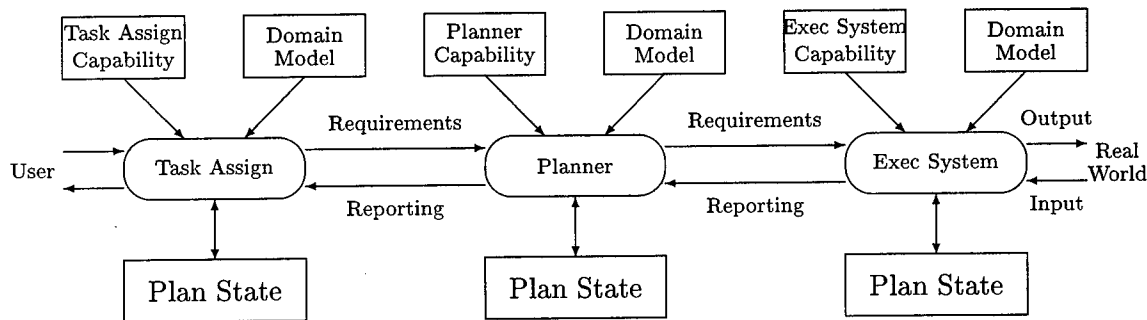 Task Assign
Capability
Domain
Model
Planner
Capability
Domain
Model
Exec System
Capability
Domain
Model
Requirements
Requirements
Output
User
Task Assign
Planner
Exec System
Real
World
Reporting
Reporting
Input
Plan State
Plan State
Plan State